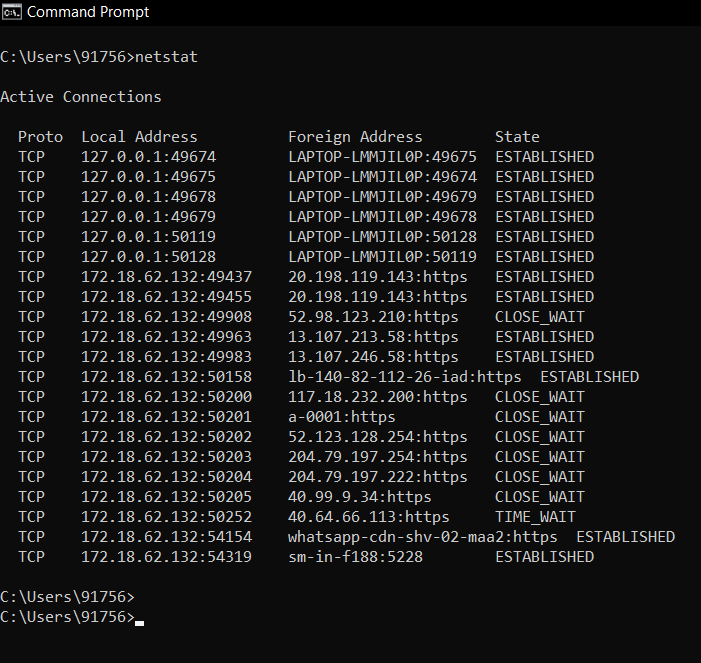 Command Prompt
C:\Users\91756>netstat
Active Connections
Proto  Local Address          Foreign Address        State
TCP    127.0.0.1:49674        LAPTOP-LMMJIL0P:49675  ESTABLISHED
TCP    127.0.0.1:49675        LAPTOP-LMMJIL0P:49674  ESTABLISHED
TCP    127.0.0.1:49678        LAPTOP-LMMJIL0P:49679  ESTABLISHED
TCP    127.0.0.1:49679        LAPTOP-LMMJIL0P:49678  ESTABLISHED
TCP    127.0.0.1:50119        LAPTOP-LMMJIL0P:50128  ESTABLISHED
TCP    127.0.0.1:50128        LAPTOP-LMMJIL0P:50119  ESTABLISHED
TCP    172.18.62.132:49437    20.198.119.143:https   ESTABLISHED
TCP    172.18.62.132:49455    20.198.119.143:https   ESTABLISHED
TCP    172.18.62.132:49908    52.98.123.210:https    CLOSE_WAIT
TCP    172.18.62.132:49963    13.107.213.58:https    ESTABLISHED
TCP    172.18.62.132:49983    13.107.246.58:https    ESTABLISHED
TCP    172.18.62.132:50158    lb-140-82-112-26-iad:https  ESTABLISHED
TCP    172.18.62.132:50200    117.18.232.200:https   CLOSE_WAIT
TCP    172.18.62.132:50201    a-0001:https           CLOSE_WAIT
TCP    172.18.62.132:50202    52.123.128.254:https   CLOSE_WAIT
TCP    172.18.62.132:50203    204.79.197.254:https   CLOSE_WAIT
TCP    172.18.62.132:50204    204.79.197.222:https   CLOSE_WAIT
TCP    172.18.62.132:50205    40.99.9.34:https       CLOSE_WAIT
TCP    172.18.62.132:50252    40.64.66.113:https     TIME_WAIT
TCP    172.18.62.132:54154    whatsapp-cdn-shv-02-maa2:https  ESTABLISHED
TCP    172.18.62.132:54319    sm-in-f188:5228        ESTABLISHED
C:\Users\91756>
C:\Users\91756>